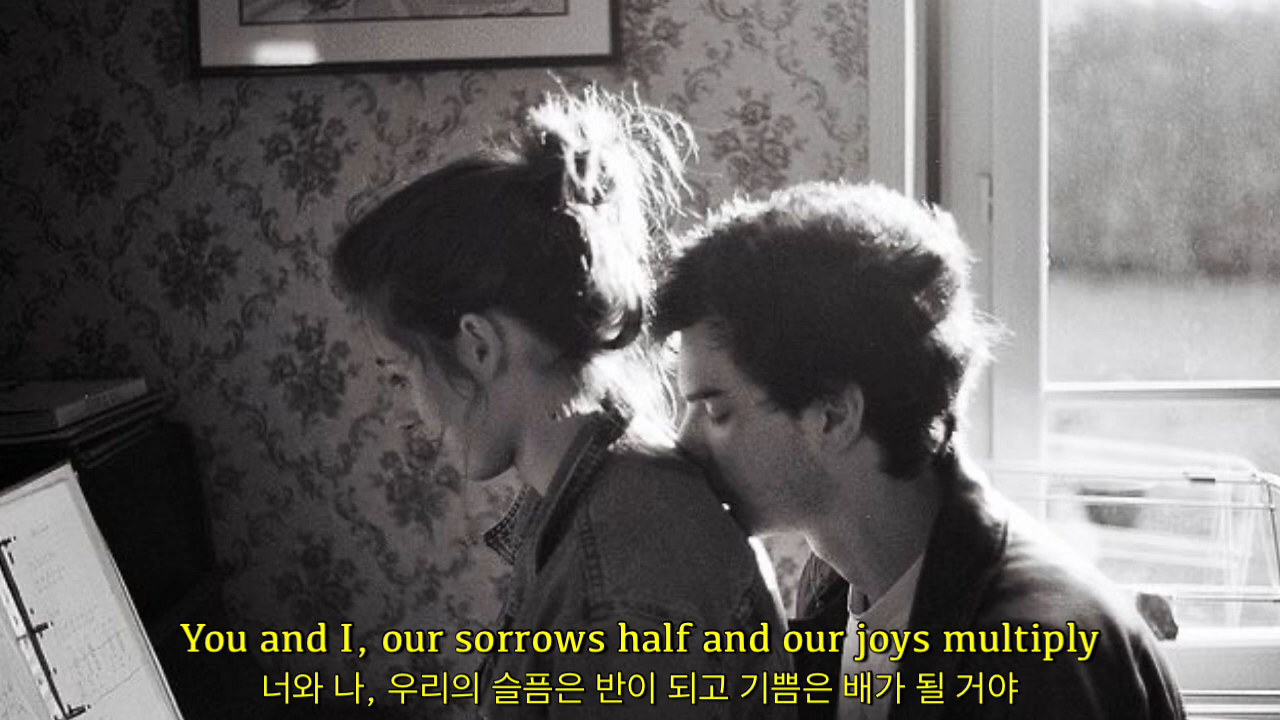 You and I, our sorrows half and our joys multiply
너와 나, 우리의 슬픔은 반이 되고 기쁨은 배가 될 거야